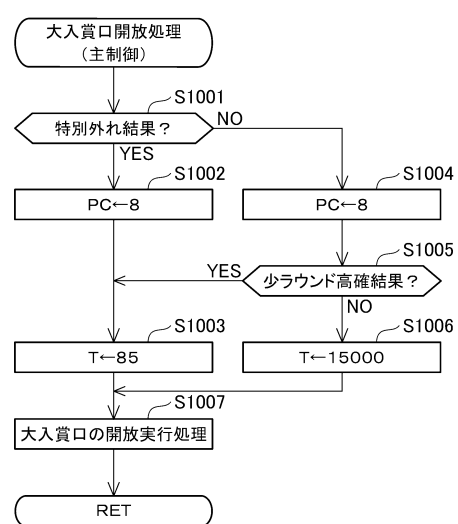 大入賞口開放処理
（主制御）
S1001
特別外れ結果？
NO
YES
S1002
PC←8
S1004
PC←8
S1005
少ラウンド高確結果？
YES
NO
S1003
T←85
S1006
T←15000
S1007
大入賞口の開放実行処理
RET